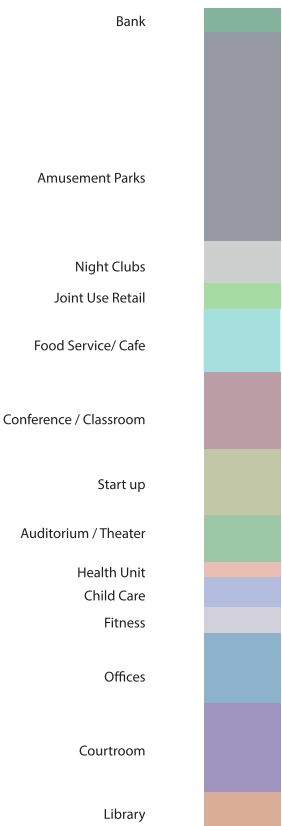 Bank
Amusement Parks
Night Clubs
Joint Use Retail
Food Service/ Cafe
Conference / Classroom
Start up
Auditorium / Theater
Health Unit
Child Care
Fitness
Offices
Courtroom
Library